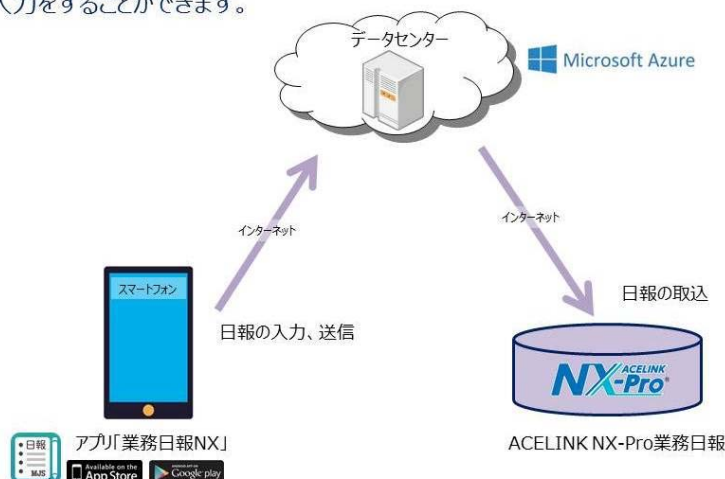 入力をすることができます。
データセンター
Microsoft Azure
インターネット
インターネット
スマートフォン
日報の入力、送信
日報の取込
ACELINK
NX-Pro
アプリ「業務日報NX」
ACELINK NX-Pro業務日報
日報
MJS
Available on the
App Store
Google play